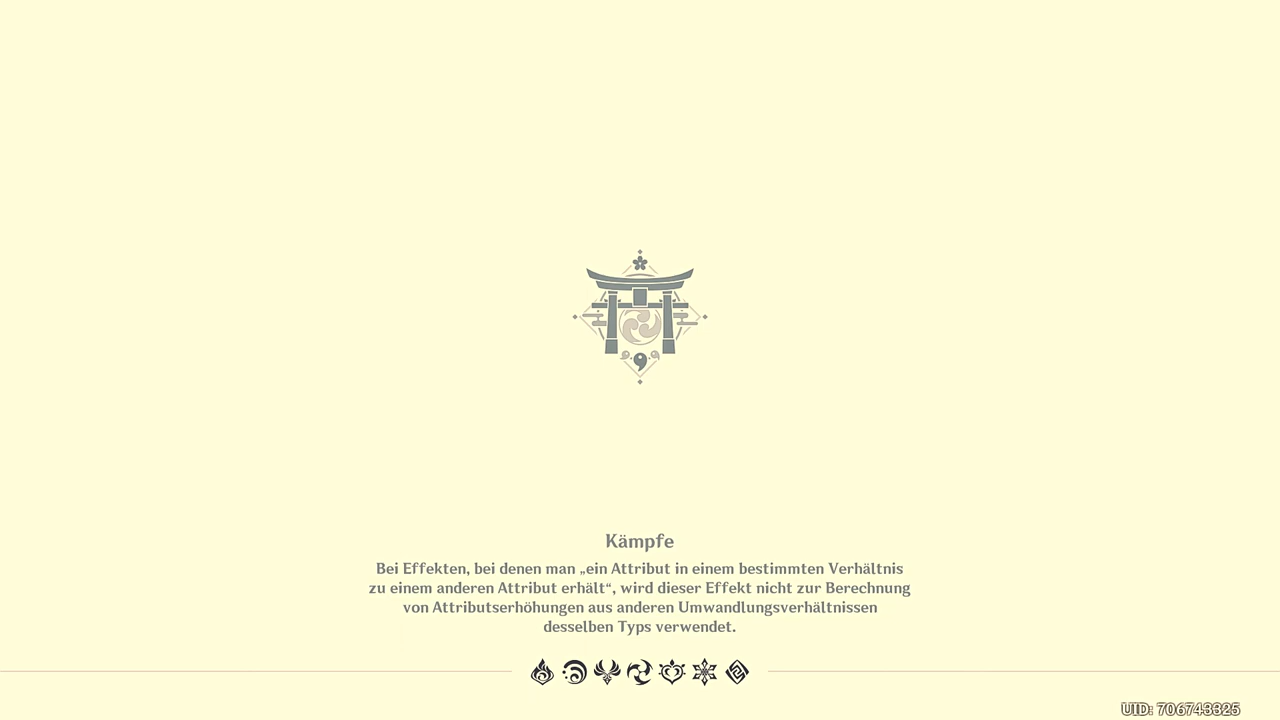 Kämpfe
Bei Effekten, bei denen man „ein Attribut in einem bestimmten Verhältnis
zu einem anderen Attribut erhält“, wird dieser Effekt nicht zur Berechnung
von Attributserhöhungen aus anderen Umwandlungsverhältnissen
desselben Typs verwendet.
UID: 706743325